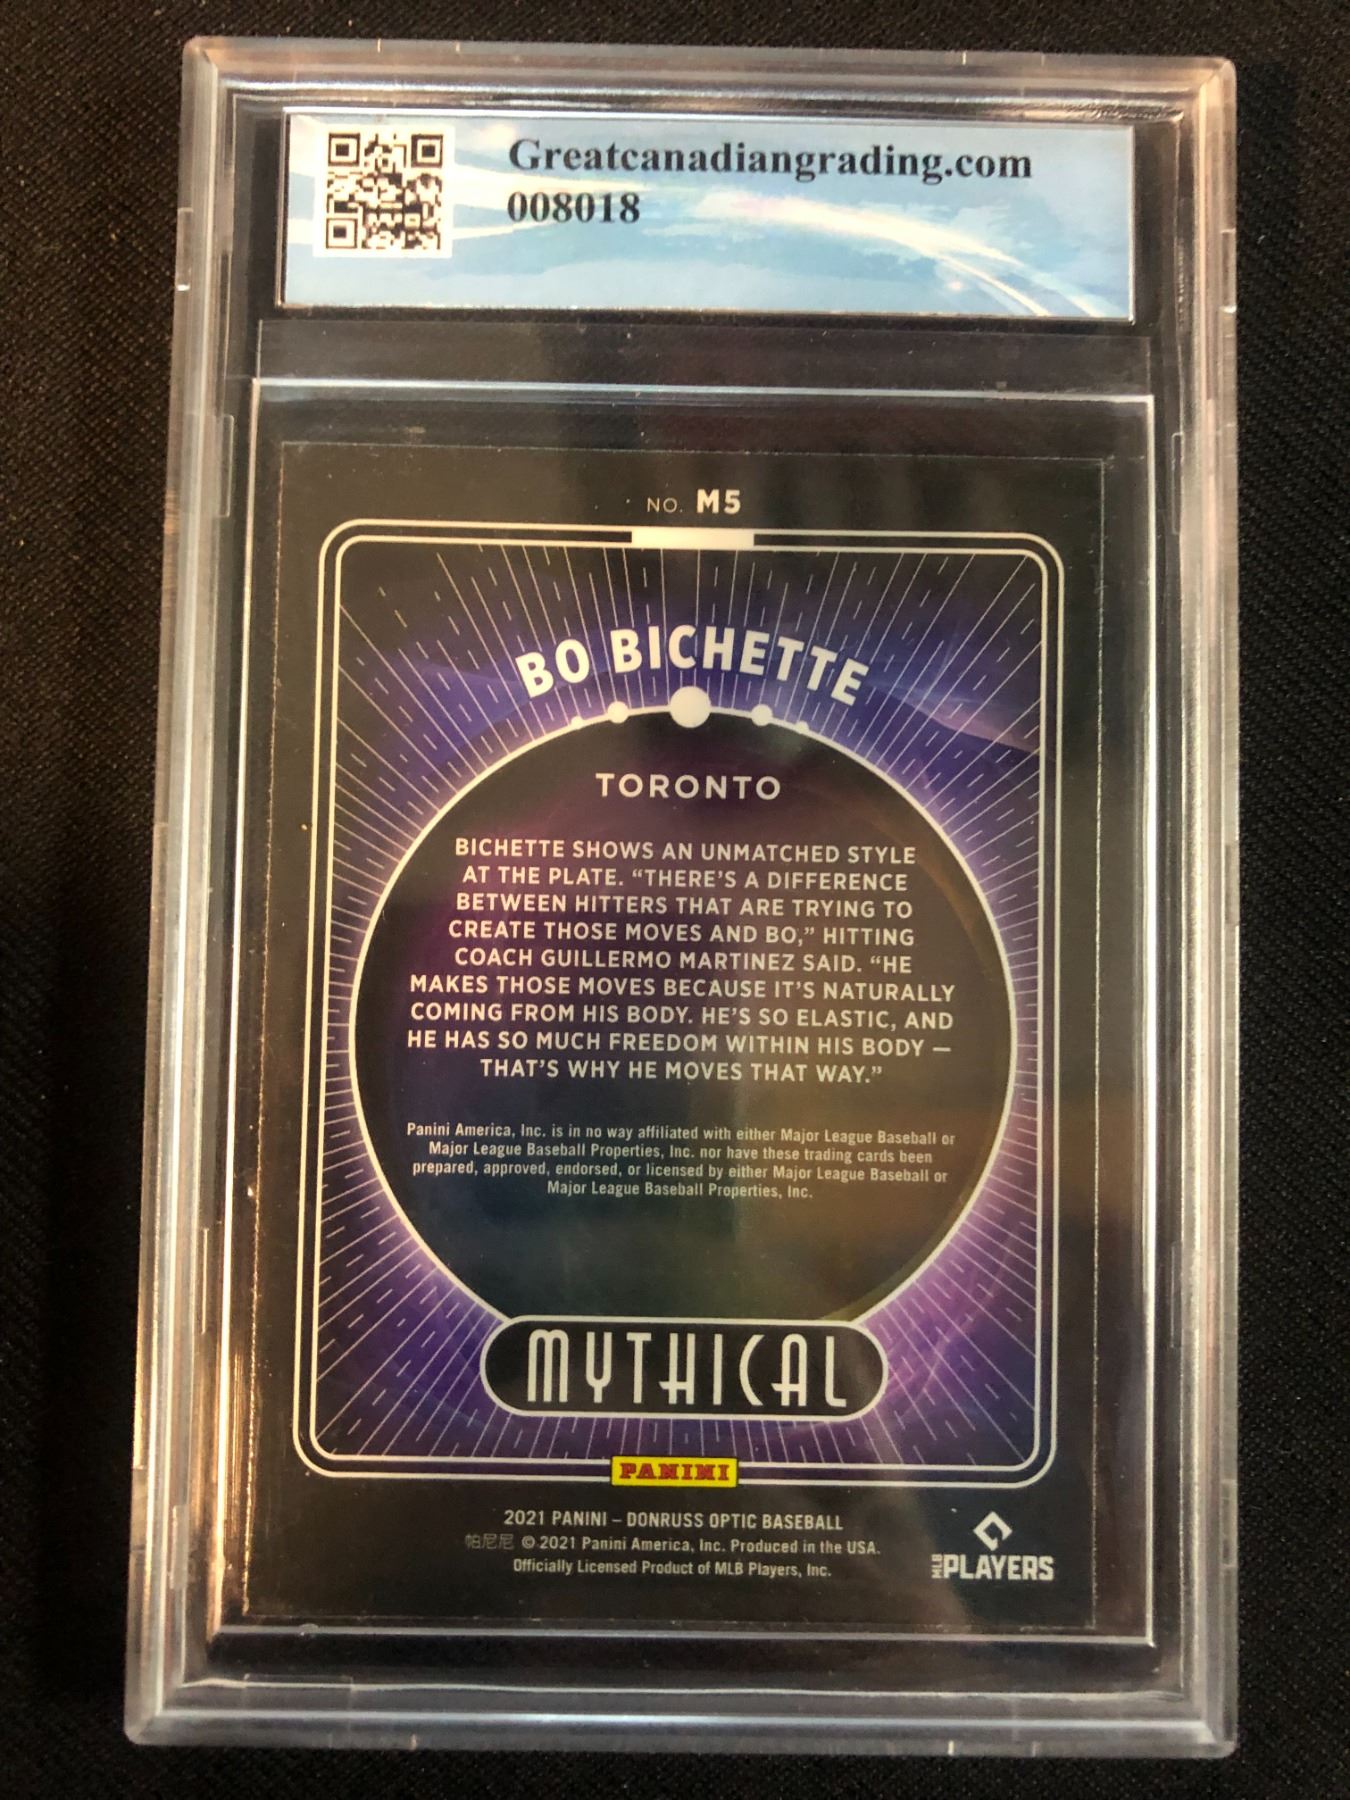 Greatcanadiangrading.com
008018
NO. M5
BO BICHETTE
TORONTO
BICHETTE SHOWS AN UNMATCHED STYLE
AT THE PLATE. “THERE’S A DIFFERENCE
BETWEEN HITTERS THAT ARE TRYING TO
CREATE THOSE MOVES AND BO,” HITTING
COACH GUILLERMO MARTINEZ SAID. “HE
MAKES THOSE MOVES BECAUSE IT’S NATURALLY
COMING FROM HIS BODY. HE’S SO ELASTIC, AND
HE HAS SO MUCH FREEDOM WITHIN HIS BODY —
THAT’S WHY HE MOVES THAT WAY.”
Panini America, Inc. is in no way affiliated with either Major League Baseball or
Major League Baseball Properties, Inc. nor have these trading cards been
prepared, approved, endorsed, or licensed by either Major League Baseball or
Major League Baseball Properties, Inc.
MYTHICAL
PANINI
2021 PANINI – DONRUSS OPTIC BASEBALL
帕尼尼 © 2021 Panini America, Inc. Produced in the USA.
Officially Licensed Product of MLB Players, Inc.
MLB PLAYERS